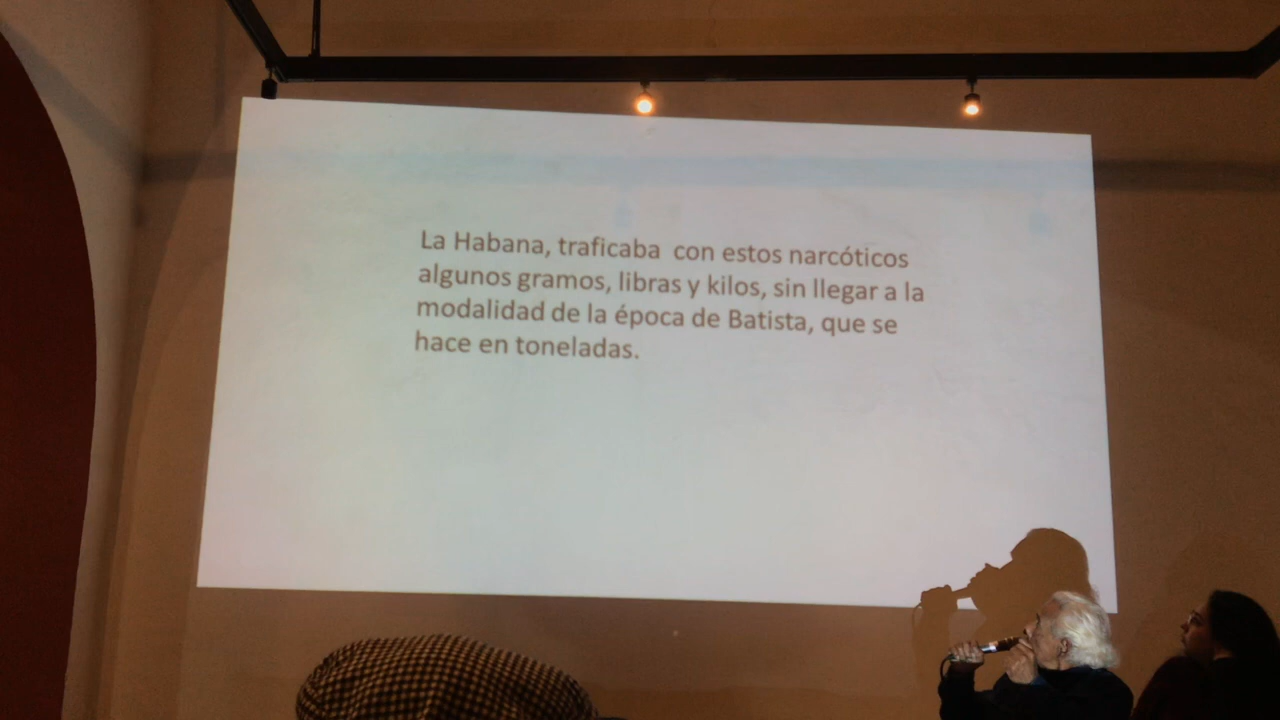 La Habana, traficaba  con estos narcóticos
algunos gramos, libras y kilos, sin llegar a la
modalidad de la época de Batista, que se
hace en toneladas.